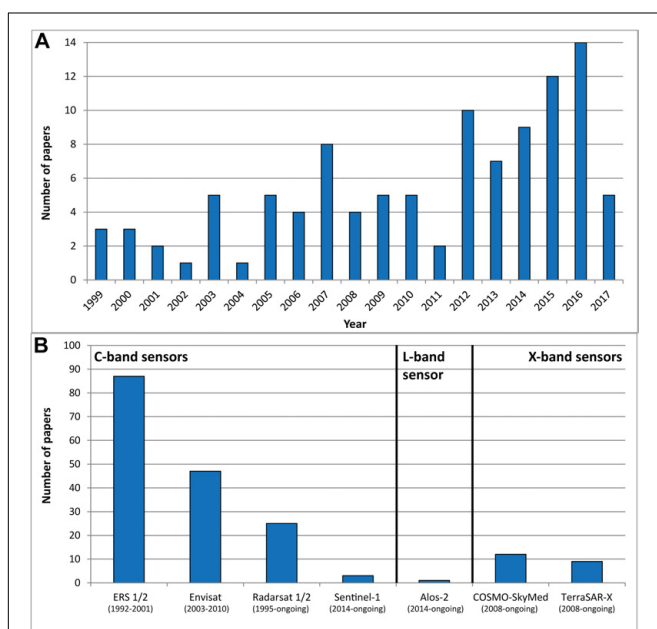 A
14
12
10
8
6
4
2
0
Number of papers
1999 2000 2001 2002 2003 2004 2005 2006 2007 2008 2009 2010 2011 2012 2013 2014 2015 2016 2017
Year
B
100
90
80
70
60
50
40
30
20
10
0
Number of papers
C-band sensors
L-band
sensor
X-band sensors
ERS 1/2 Envisat Radarsat 1/2 Sentinel-1 Alos-2 COSMO-SkyMed TerraSAR-X
(1992-2001) (2003-2010) (1995-ongoing) (2014-ongoing) (2014-ongoing) (2008-ongoing) (2008-ongoing)